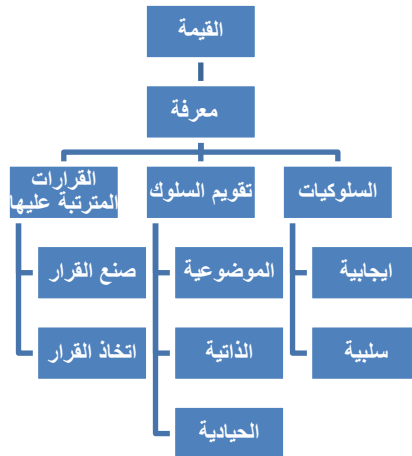 القيمة
معرفة
السلوكيات
تقويم السلوك
القرارات
المترتبة عليها
ايجابية
الموضوعية
صنع القرار
سلبية
الذاتية
اتخاذ القرار
الحيادية